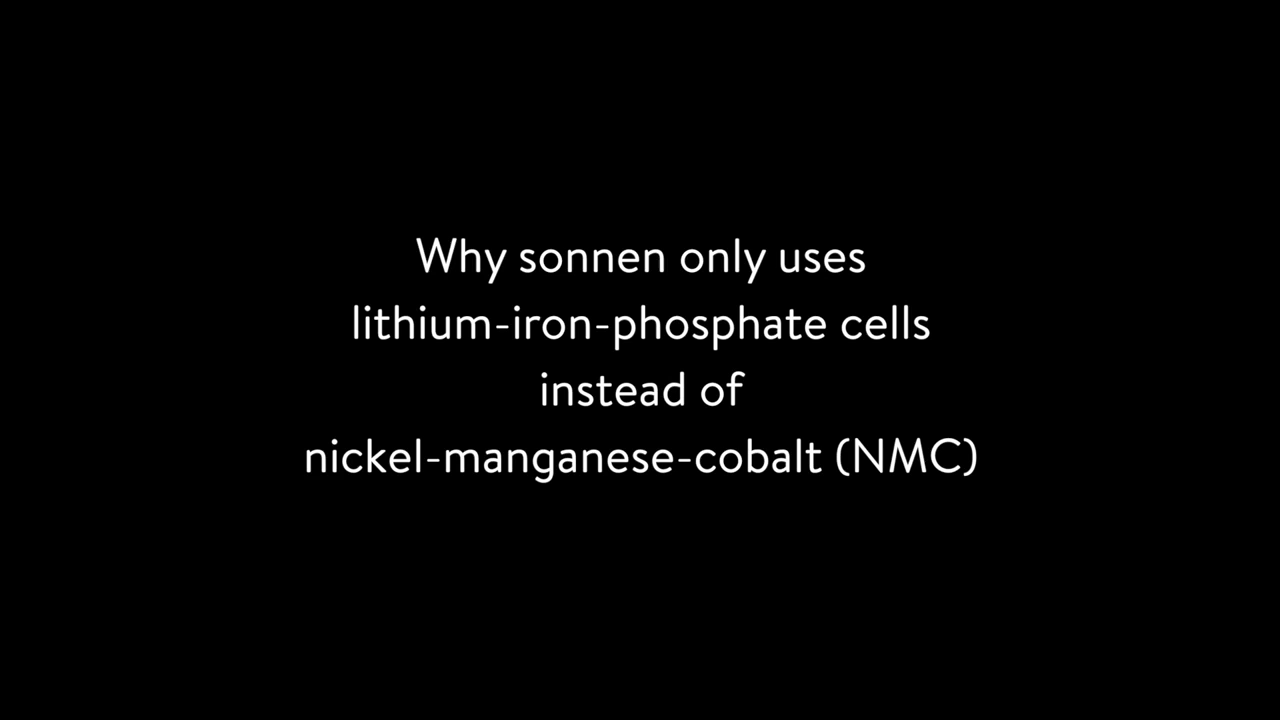 Why sonnen only uses
lithium-iron-phosphate cells
instead of
nickel-manganese-cobalt (NMC)